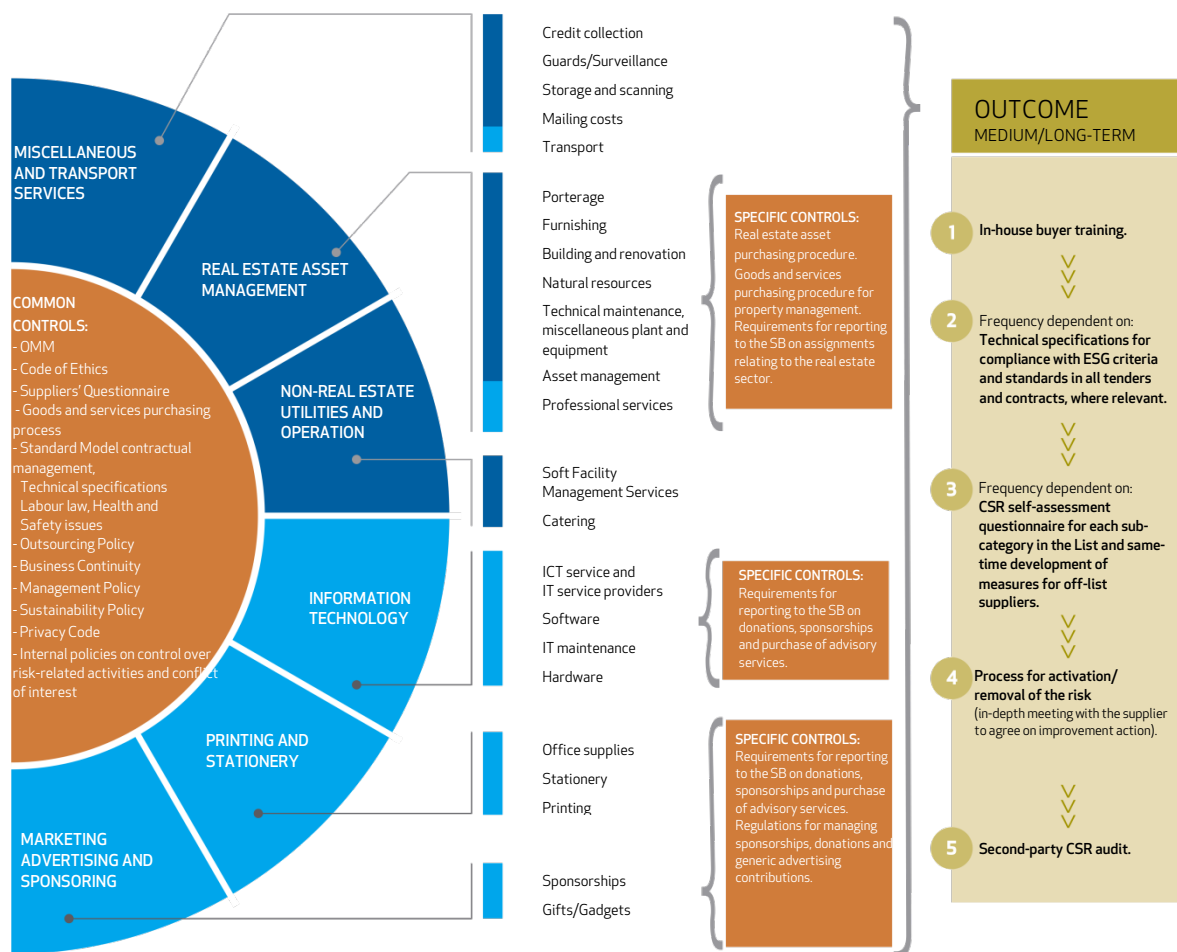 MISCELLANEOUS
AND TRANSPORT
SERVICES
REAL ESTATE ASSET
MANAGEMENT
NON-REAL ESTATE
UTILITIES AND
OPERATION
INFORMATION
TECHNOLOGY
PRINTING AND
STATIONERY
MARKETING
ADVERTISING AND
SPONSORING
COMMON
CONTROLS:
- OMM
- Code of Ethics
- Suppliers’ Questionnaire
- Goods and services purchasing
process
- Standard Model contractual
management,
Technical specifications
Labour law, Health and
Safety issues
- Outsourcing Policy
- Business Continuity
- Management Policy
- Sustainability Policy
- Privacy Code
- Internal policies on control over
risk-related activities and conflict
of interest
Credit collection
Guards/Surveillance
Storage and scanning
Mailing costs
Transport
Porterage
Furnishing
Building and renovation
Natural resources
Technical maintenance,
miscellaneous plant and
equipment
Asset management
Professional services
Soft Facility
Management Services
Catering
ICT service and
IT service providers
Software
IT maintenance
Hardware
Office supplies
Stationery
Printing
Sponsorships
Gifts/Gadgets
SPECIFIC CONTROLS:
Real estate asset
purchasing procedure.
Goods and services
purchasing procedure for
property management.
Requirements for reporting
to the SB on assignments
relating to the real estate
sector.
SPECIFIC CONTROLS:
Requirements for
reporting to the SB on
donations, sponsorships
and purchase of advisory
services.
SPECIFIC CONTROLS:
Requirements for reporting
to the SB on donations,
sponsorships and purchase
of advisory services.
Regulations for managing
sponsorships, donations and
generic advertising
contributions.
OUTCOME
MEDIUM/LONG-TERM
1 In-house buyer training.
2 Frequency dependent on:
Technical specifications for
compliance with ESG criteria
and standards in all tenders
and contracts, where relevant.
3 Frequency dependent on:
CSR self-assessment
questionnaire for each sub-
category in the List and same-
time development of
measures for off-list
suppliers.
4 Process for activation/
removal of the risk
(in-depth meeting with the supplier
to agree on improvement action).
5 Second-party CSR audit.